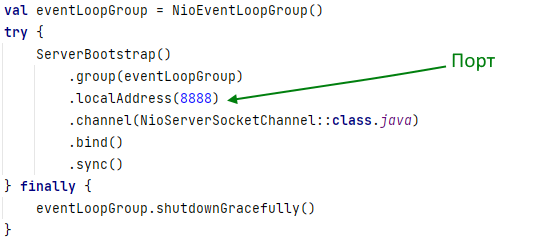 val eventLoopGroup = NioEventLoopGroup()
try {
    ServerBootstrap()
        .group(eventLoopGroup)
        .localAddress(8888)
        .channel(NioServerSocketChannel::class.java)
        .bind()
        .sync()
} finally {
    eventLoopGroup.shutdownGracefully()
}
Порт